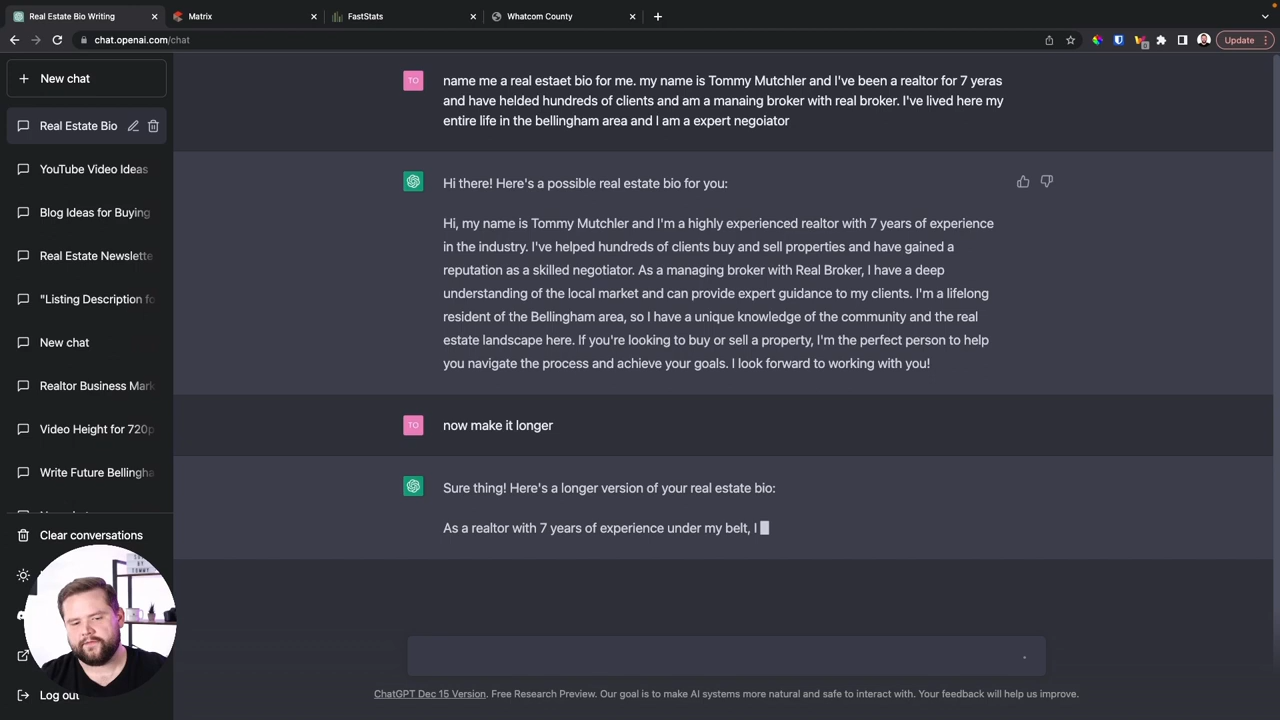 Real Estate Bio Writing
Matrix
FastStats
Whatcom County
chat.openai.com/chat
Update
New chat
Real Estate Bio
YouTube Video Ideas
Blog Ideas for Buying
Real Estate Newslette
"Listing Description fo
New chat
Realtor Business Mark
Video Height for 720p
Write Future Bellingha
Clear conversations
Log out
TO
name me a real estaet bio for me. my name is Tommy Mutchler and I've been a realtor for 7 yeras
and have helded hundreds of clients and am a manaing broker with real broker. I've lived here my
entire life in the bellingham area and I am a expert negoiator
Hi there! Here's a possible real estate bio for you:
Hi, my name is Tommy Mutchler and I'm a highly experienced realtor with 7 years of experience
in the industry. I've helped hundreds of clients buy and sell properties and have gained a
reputation as a skilled negotiator. As a managing broker with Real Broker, I have a deep
understanding of the local market and can provide expert guidance to my clients. I'm a lifelong
resident of the Bellingham area, so I have a unique knowledge of the community and the real
estate landscape here. If you're looking to buy or sell a property, I'm the perfect person to help
you navigate the process and achieve your goals. I look forward to working with you!
TO
now make it longer
Sure thing! Here's a longer version of your real estate bio:
As a realtor with 7 years of experience under my belt, I
ChatGPT Dec 15 Version. Free Research Preview. Our goal is to make AI systems more natural and safe to interact with. Your feedback will help us improve.